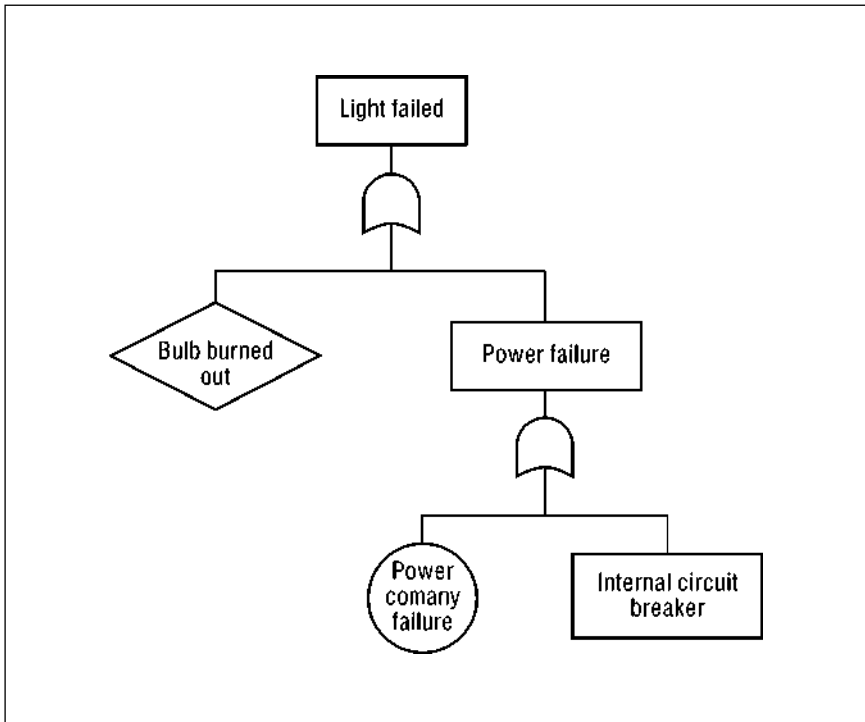 Light failed
Bulb burned
out
Power failure
Power
comany
failure
Internal circuit
breaker